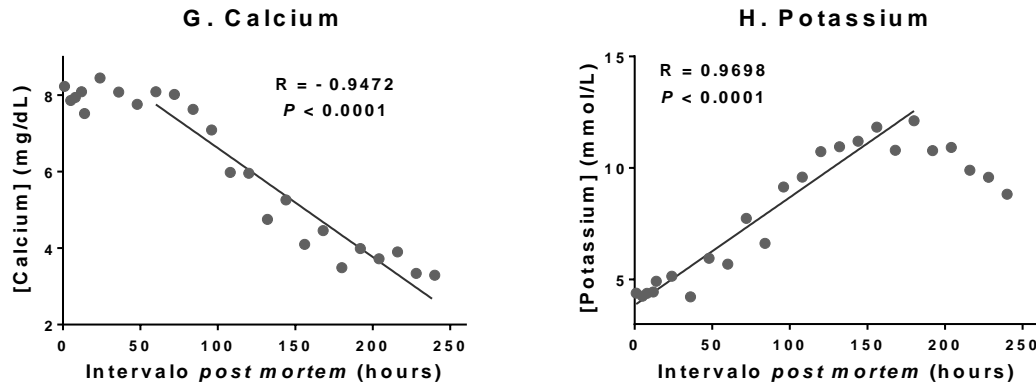 G. Calcium
[Calcium] (mg/dL)
8
6
4
2
R = - 0.9472
P < 0.0001
0
50
100
150
200
250
Intervalo post mortem (hours)
H. Potassium
[Potassium] (mmol/L)
15
10
5
R = 0.9698
P < 0.0001
0
50
100
150
200
250
Intervalo post mortem (hours)